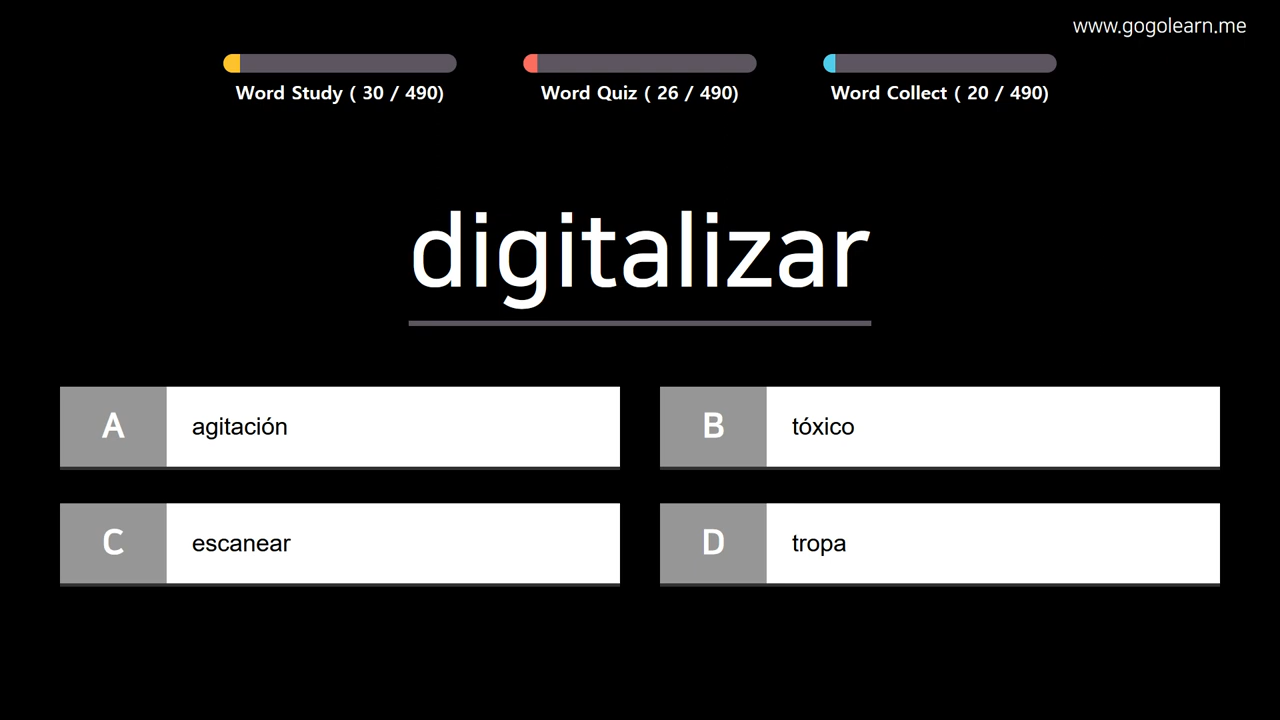 www.gogolearn.me
Word Study ( 30 / 490)
Word Quiz ( 26 / 490)
Word Collect ( 20 / 490)
digitalizar
A agitación
B tóxico
C escanear
D tropa